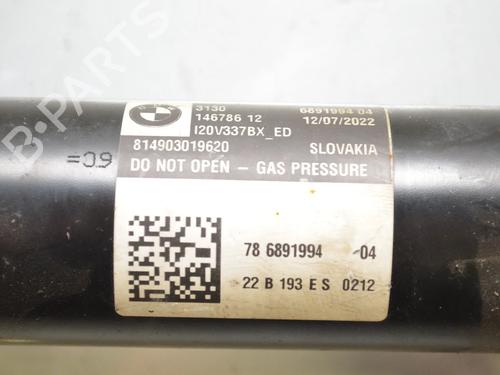 3130 6891994 04
146786 12 12/07/2022
I20V337BX_ED
814903019620 SLOVAKIA
DO NOT OPEN - GAS PRESSURE
=09
78 6891994 -04
22 B 193 E S 0212